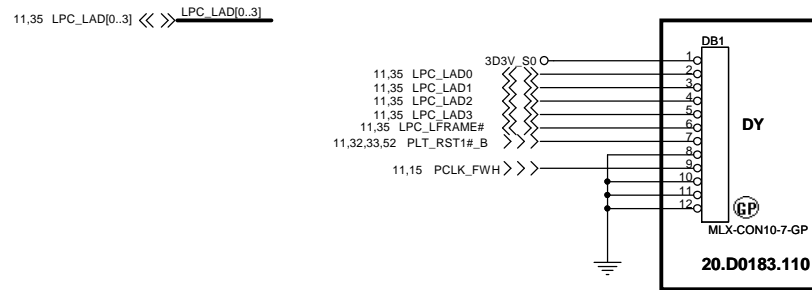 11,35 LPC_LAD[0..3] LPC_LAD[0..3]
DB1
3D3V_S0 1
11,35 LPC_LAD0 2
11,35 LPC_LAD1 3
11,35 LPC_LAD2 4
11,35 LPC_LAD3 5
11,35 LPC_LFRAME# 6
11,32,33,52 PLT_RST1#_B 7
8
11,15 PCLK_FWH 9
10
11
12
DY
GP
MLX-CON10-7-GP
20.D0183.110